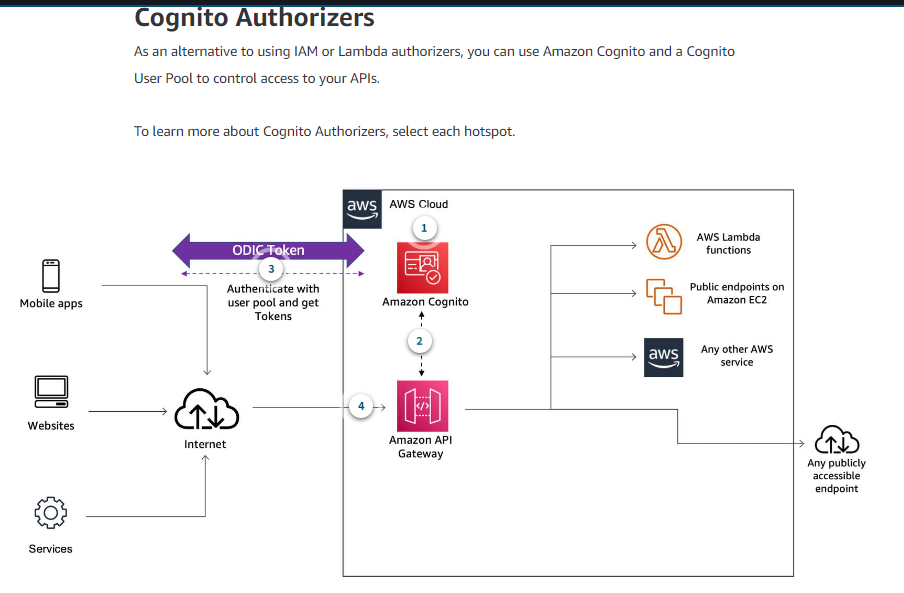 Cognito Authorizers
As an alternative to using IAM or Lambda authorizers, you can use Amazon Cognito and a Cognito
User Pool to control access to your APIs.
To learn more about Cognito Authorizers, select each hotspot.
aws
AWS Cloud
1
ODIC Token
3
Authenticate with
user pool and get
Tokens
Amazon Cognito
2
Mobile apps
AWS Lambda
functions
Public endpoints on
Amazon EC2
aws
Any other AWS
service
Websites
Internet
4
</>
Amazon API
Gateway
Any publicly
accessible
endpoint
Services